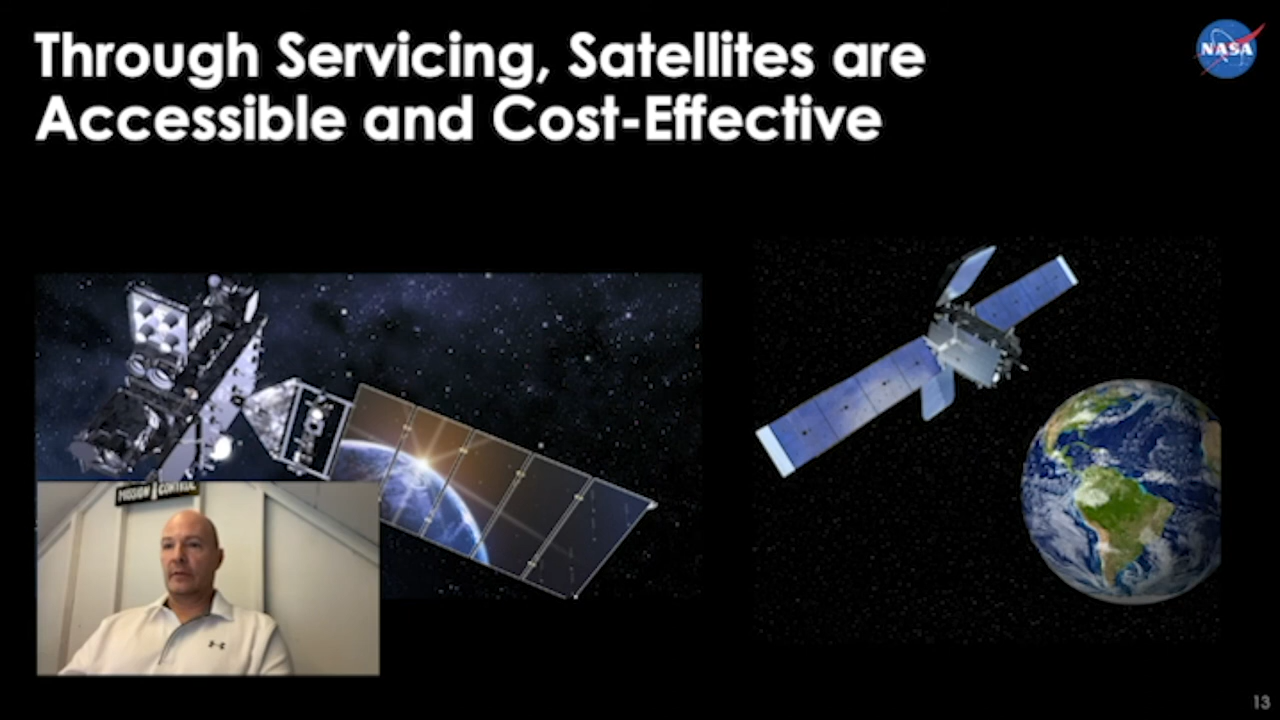 Through Servicing, Satellites are
Accessible and Cost-Effective
NASA
MISSION CONTROL
13